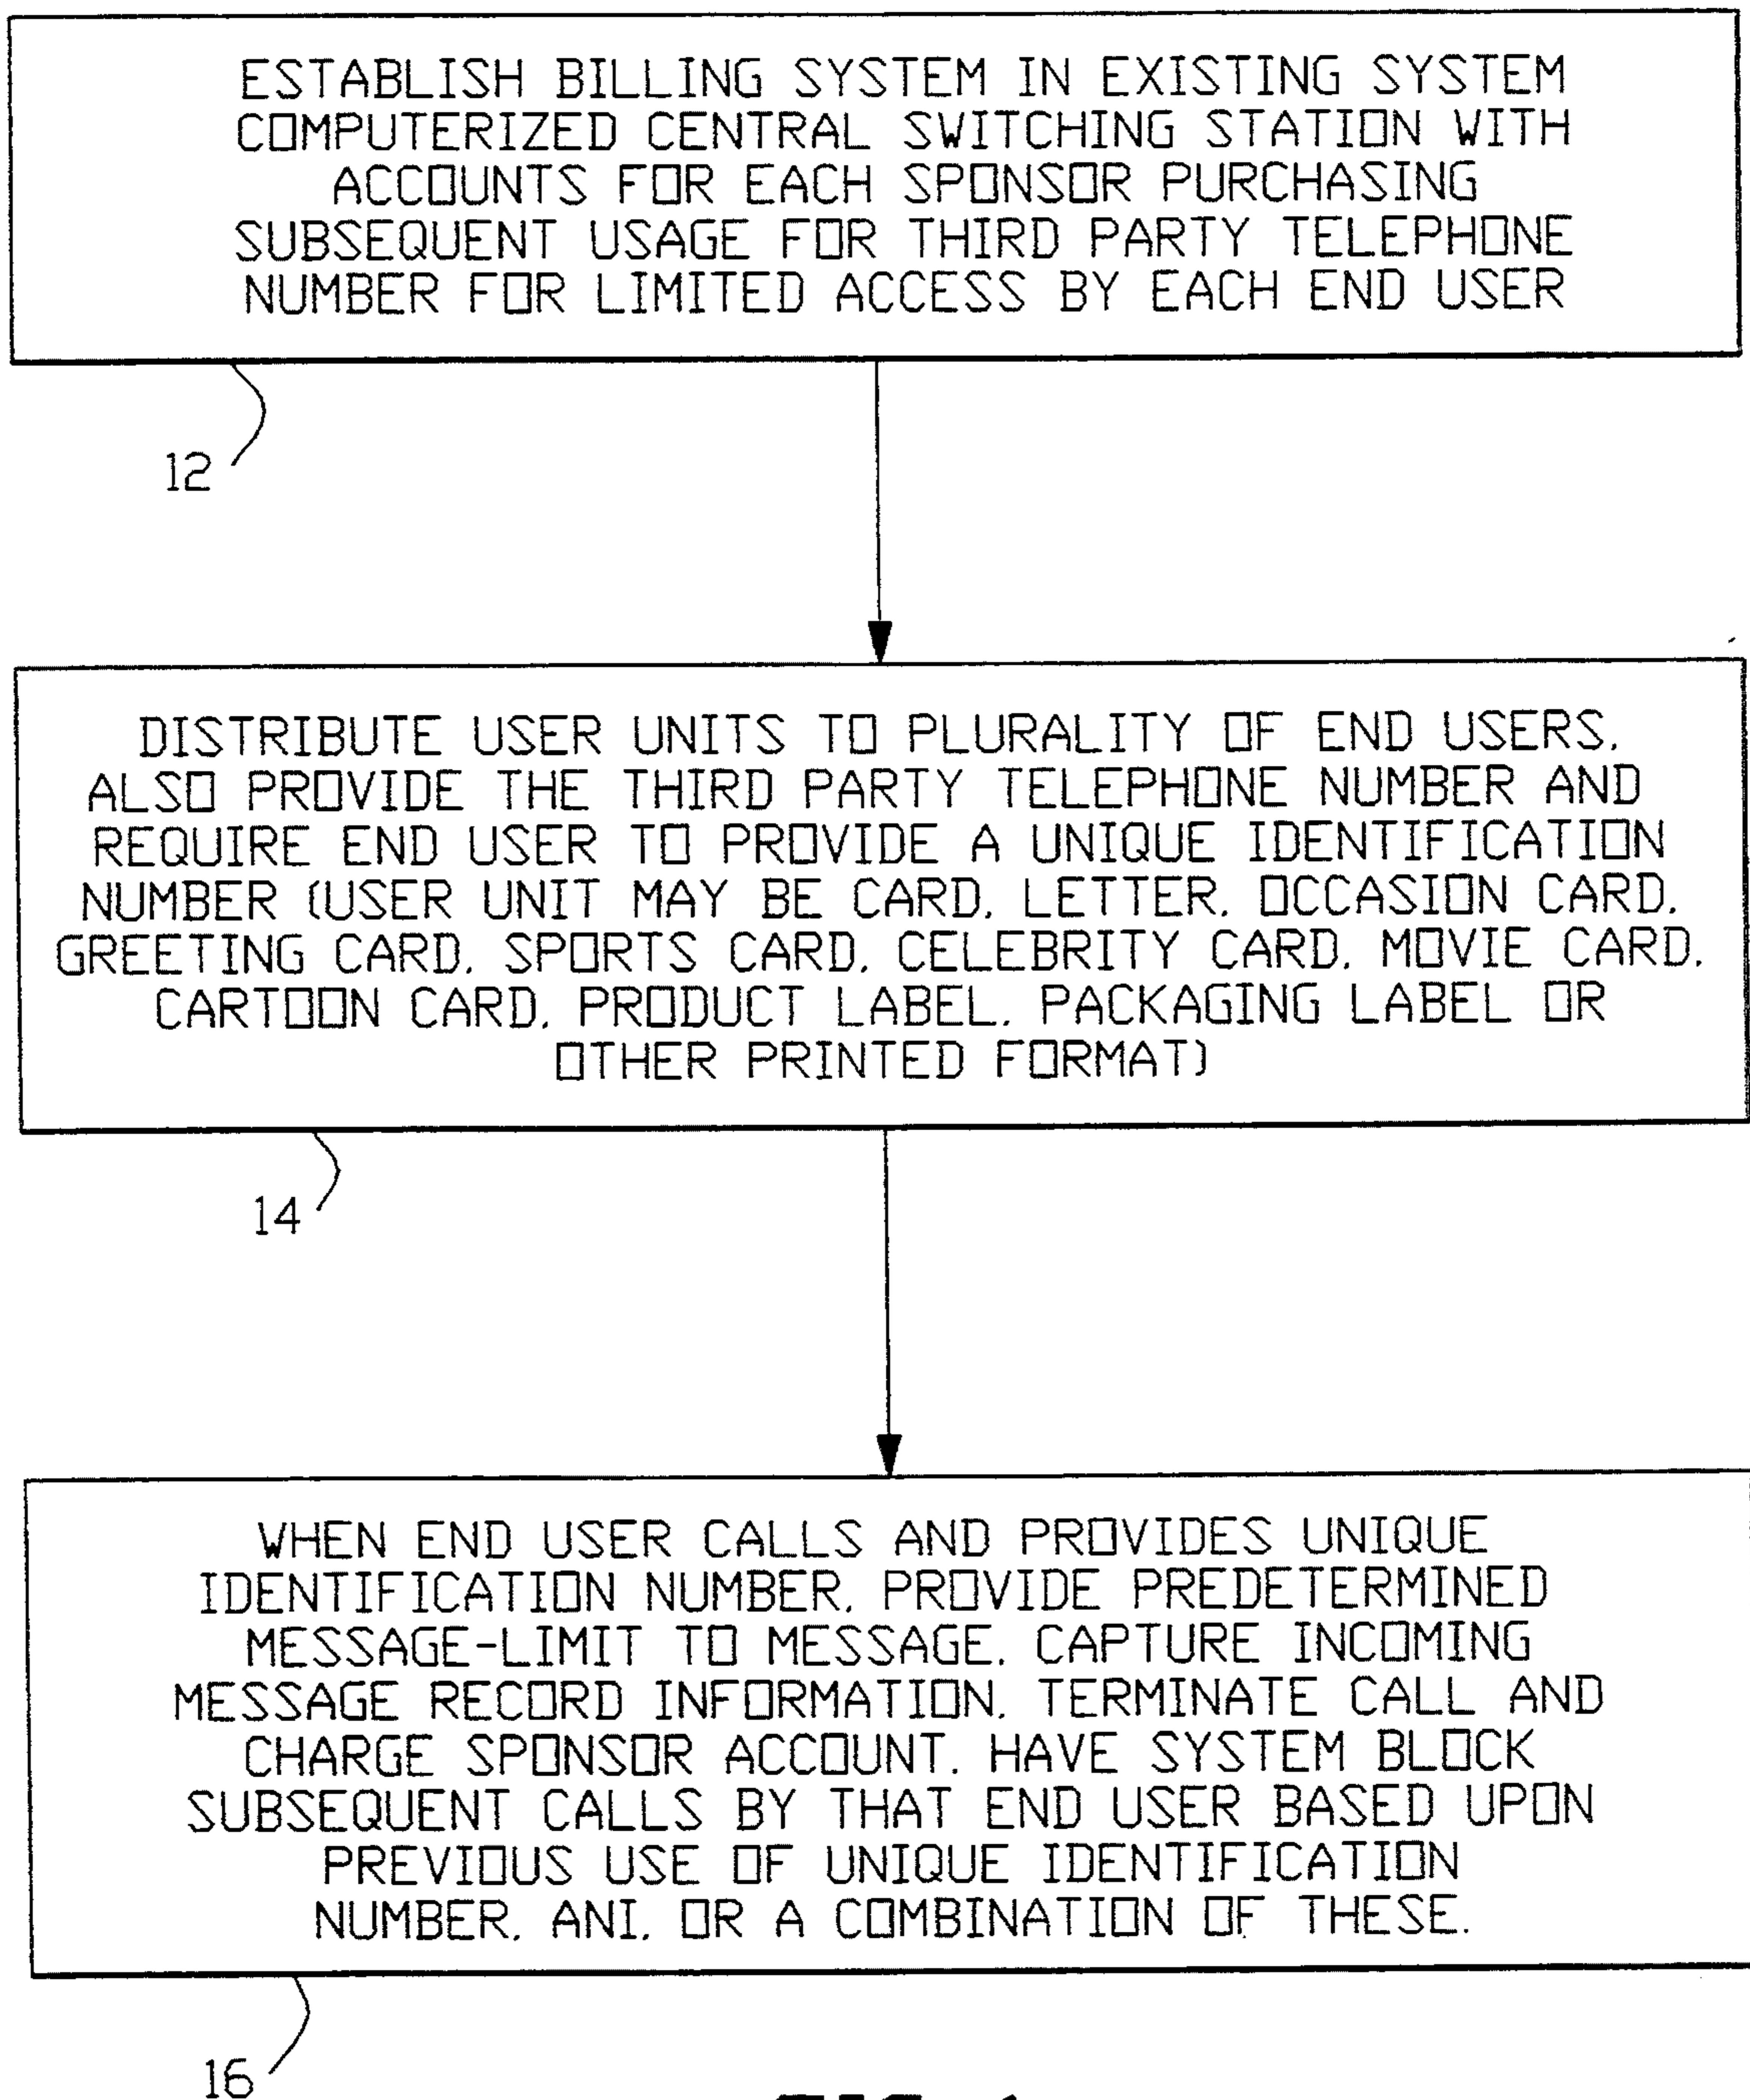 ESTABLISH BILLING SYSTEM IN EXISTING SYSTEM
COMPUTERIZED CENTRAL SWITCHING STATION WITH
ACCOUNTS FOR EACH SPONSOR PURCHASING
SUBSEQUENT USAGE FOR THIRD PARTY TELEPHONE
NUMBER FOR LIMITED ACCESS BY EACH END USER
12
DISTRIBUTE USER UNITS TO PLURALITY OF END USERS.
ALSO PROVIDE THE THIRD PARTY TELEPHONE NUMBER AND
REQUIRE END USER TO PROVIDE A UNIQUE IDENTIFICATION
NUMBER (USER UNIT MAY BE CARD, LETTER, OCCASION CARD,
GREETING CARD, SPORTS CARD, CELEBRITY CARD, MOVIE CARD,
CARTOON CARD, PRODUCT LABEL, PACKAGING LABEL OR
OTHER PRINTED FORMAT)
14
WHEN END USER CALLS AND PROVIDES UNIQUE
IDENTIFICATION NUMBER, PROVIDE PREDETERMINED
MESSAGE-LIMIT TO MESSAGE, CAPTURE INCOMING
MESSAGE RECORD INFORMATION, TERMINATE CALL AND
CHARGE SPONSOR ACCOUNT. HAVE SYSTEM BLOCK
SUBSEQUENT CALLS BY THAT END USER BASED UPON
PREVIOUS USE OF UNIQUE IDENTIFICATION
NUMBER, ANI, OR A COMBINATION OF THESE.
16